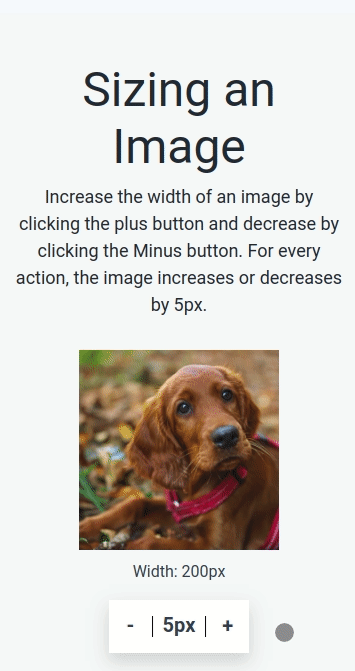 Sizing an
Image
Increase the width of an image by
clicking the plus button and decrease by
clicking the Minus button. For every
action, the image increases or decreases
by 5px.
Width: 200px
- | 5px | +